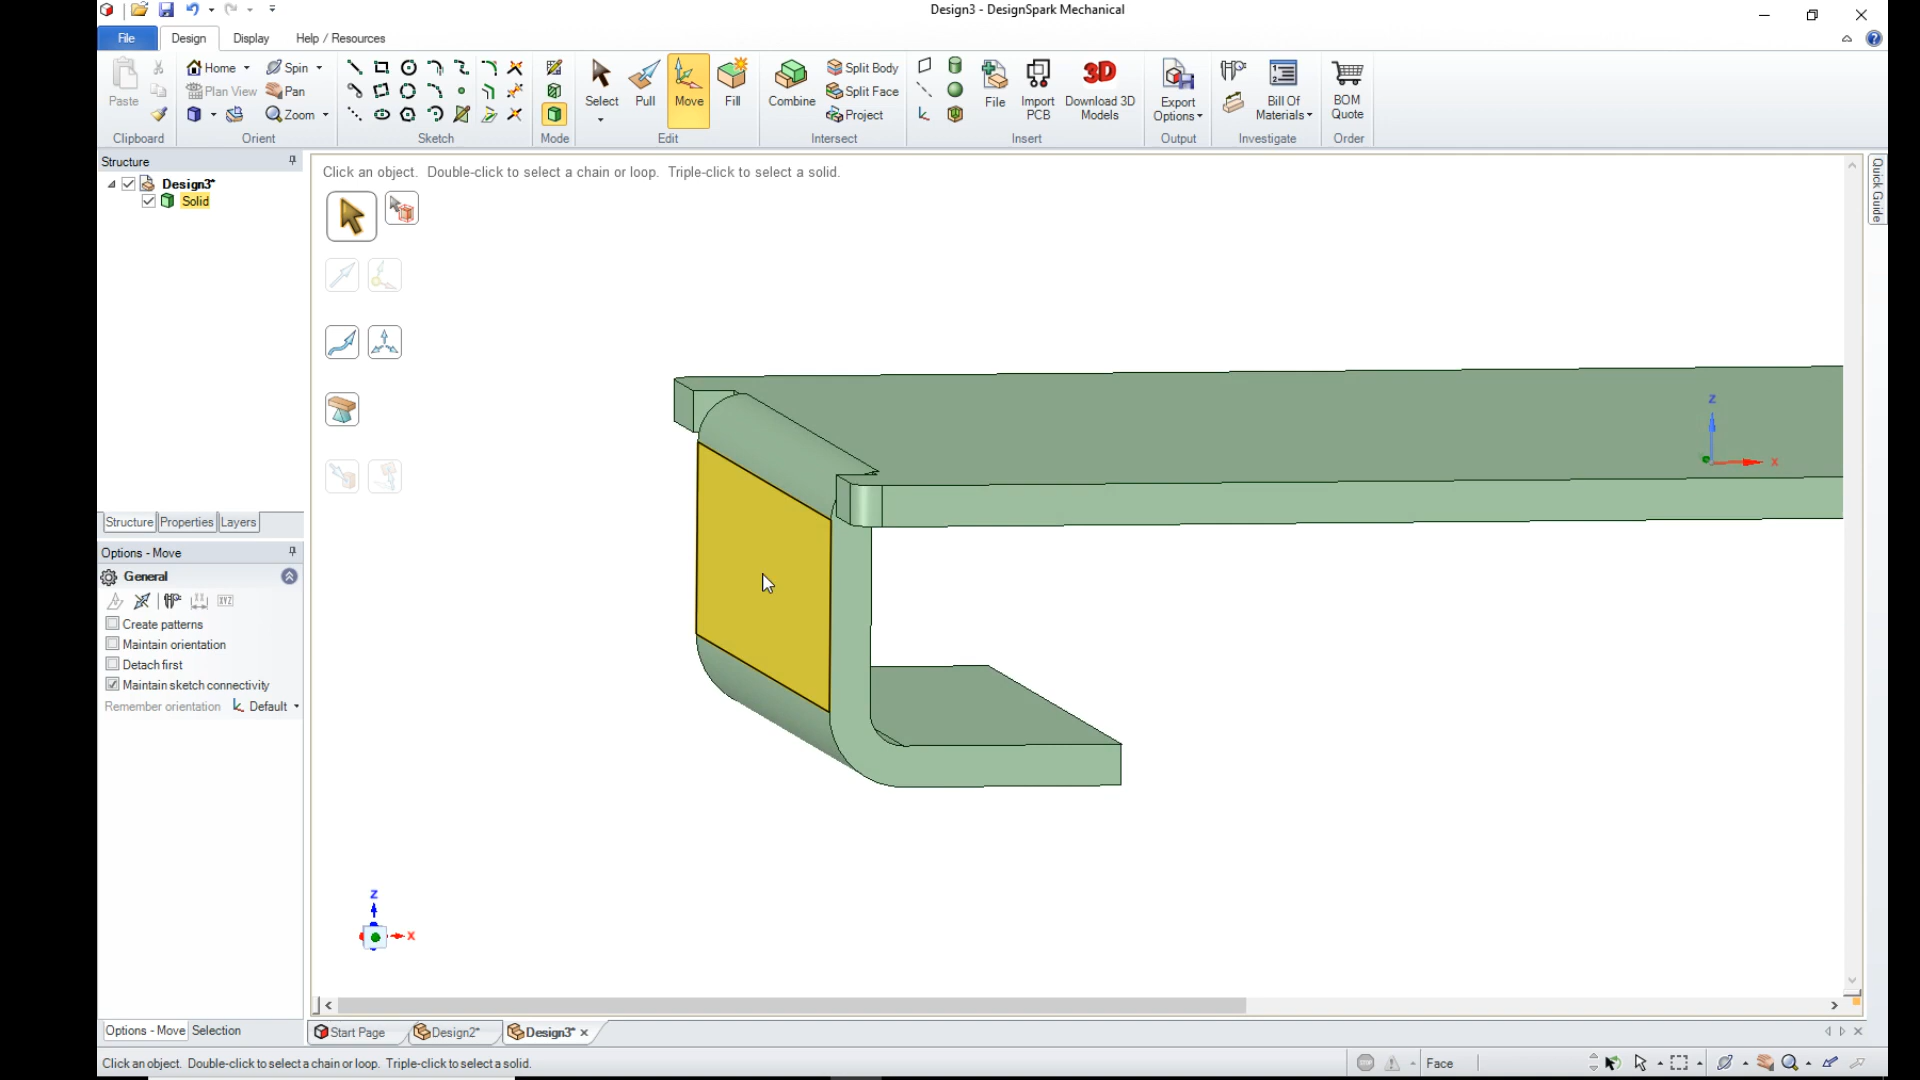 Design3 - DesignSpark Mechanical
File Design Display Help / Resources
Paste Home Spin Plan View Pan Zoom Select Pull Move Fill Combine Split Body Split Face Project File Import PCB Download 3D Models Export Options Bill Of Materials BOM Quote
Clipboard Orient Sketch Mode Edit Intersect Insert Output Investigate Order
Structure
Design3*
Solid
Click an object. Double-click to select a chain or loop. Triple-click to select a solid.
Quick Guide
Z
X
Structure Properties Layers
Options - Move
General
XYZ
Create patterns
Maintain orientation
Detach first
Maintain sketch connectivity
Remember orientation Default
Z
X
Options - Move Selection
Start Page Design2* Design3*
Click an object. Double-click to select a chain or loop. Triple-click to select a solid.
Face